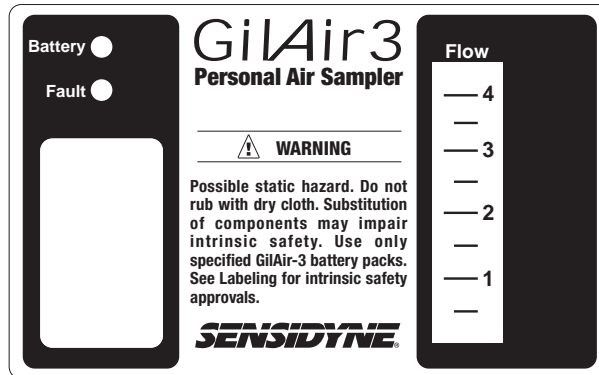 Battery
Fault
GilAir3
Personal Air Sampler
WARNING
Possible static hazard. Do not
rub with dry cloth. Substitution
of components may impair
intrinsic safety. Use only
specified GilAir-3 battery packs.
See Labeling for intrinsic safety
approvals.
SENSIDYNE®
Flow
4
3
2
1